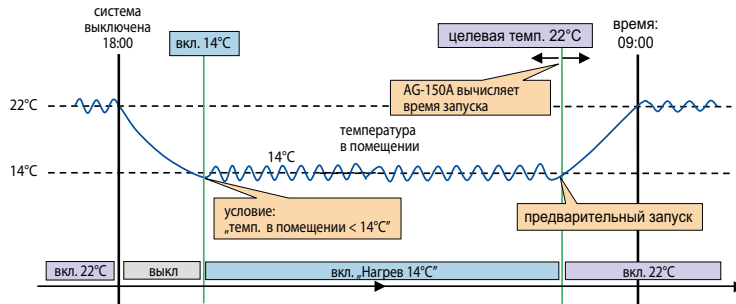 система
выключена
18:00
вкл. 14°C
целевая темп. 22°C
время:
09:00
AG-150A вычисляет
время запуска
22°C
температура
в помещении
14°C
14°C
условие:
„темп. в помещении < 14°C”
предварительный запуск
вкл. 22°C
выкл
вкл. „Нагрев 14°C”
вкл. 22°C